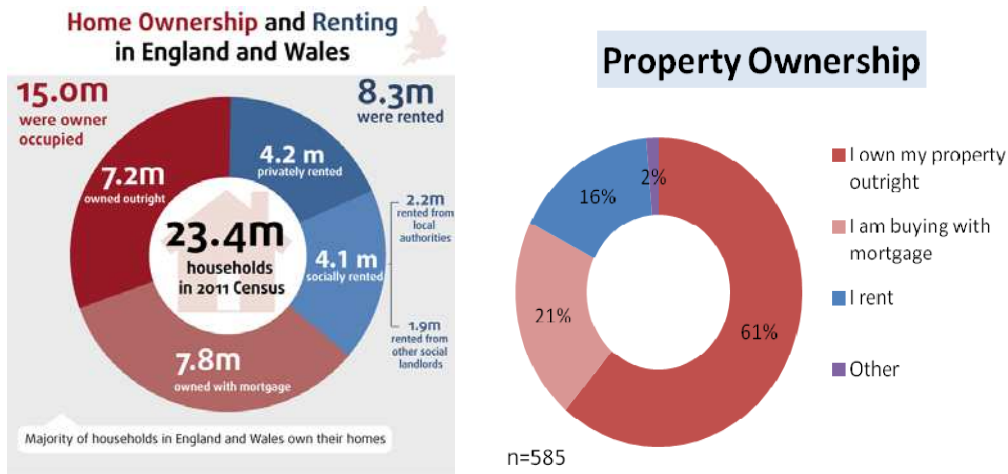 Home Ownership and Renting
in England and Wales
15.0m
were owner
occupied
8.3m
were rented
7.2m
owned outright
4.2 m
privately rented
2.2m
rented from
local
authorities
23.4m
households
in 2011 Census
4.1 m
socially rented
1.9m
rented from
other social
landlords
7.8m
owned with mortgage
Majority of households in England and Wales own their homes
Property Ownership
2%
16%
21%
61%
I own my property
outright
I am buying with
mortgage
I rent
Other
n=585